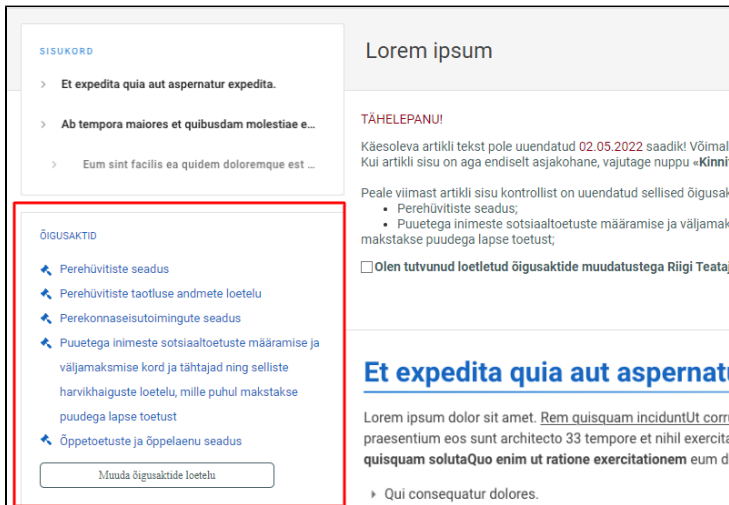 SISUKORD
Et expedita quia aut aspernatur expedita.
Ab tempora maiores et quibusdam molestiae e...
Eum sint facilis ea quidem doloremque est ...
ÕIGUSAKTID
Perehüvitiste seadus
Perehüvitiste taotluse andmete loetelu
Perekonnaseisutoimingute seadus
Puuetega inimeste sotsiaaltoetuste määramise ja
väljamaksmise kord ja tähtajad ning selliste
harvikhaiguste loetelu, mille puhul makstakse
puudega lapse toetust
Õppetoetuste ja õppelaenu seadus
Muuda õigusaktide loetelu
Lorem ipsum
TÄHELEPANU!
Käesoleva artikli tekst pole uuendatud 02.05.2022 saadik! Võimal
Kui artikli sisu on aga endiselt asjakohane, vajutage nuppu «Kinni
Peale viimast artikli sisu kontrollist on uuendatud sellised õigusak
• Perehüvitiste seadus;
• Puuetega inimeste sotsiaaltoetuste määramise ja väljamak
makstakse puudega lapse toetust;
Olen tutvunud loetletud õigusaktide muudatustega Riigi Teataj
Et expedita quia aut aspernatu
Lorem ipsum dolor sit amet. Rem quisquam inciduntUt corru
praesentium eos sunt architecto 33 tempore et nihil exercita
quisquam solutaQuo enim ut ratione exercitationem eum d
Qui consequatur dolores.